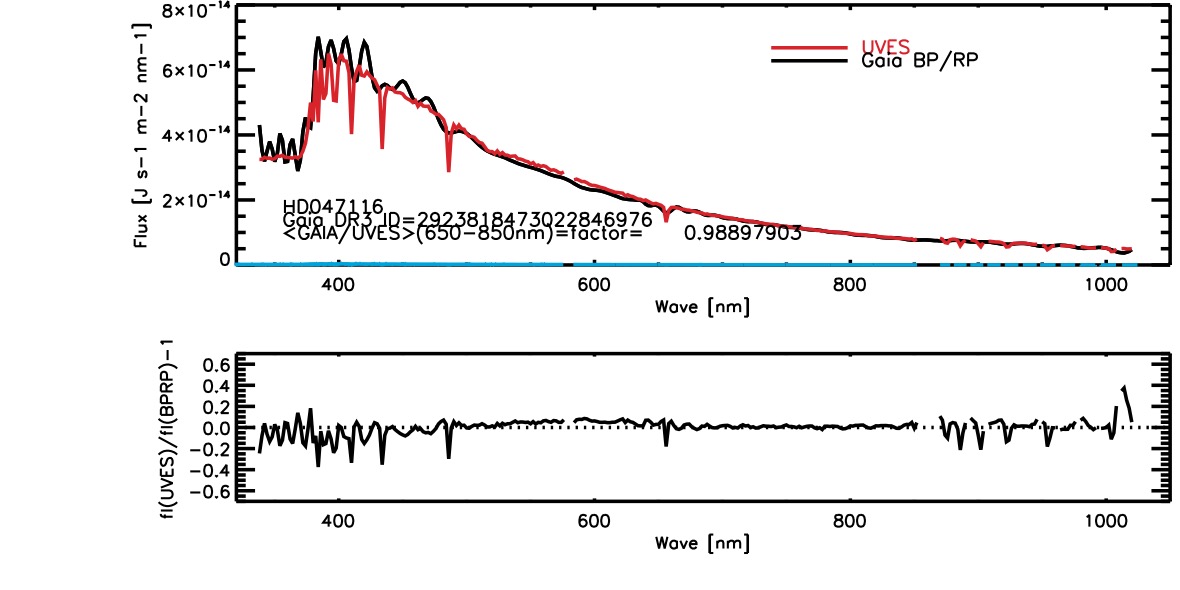 8×10−14
6×10−14
4×10−14
2×10−14
0
Flux [J s−1 m−2 nm−1]
UVES
Gaia BP/RP
HD047116
Gaia DR3 ID=2923818473022846976
<GAIA/UVES>(650−850nm)=factor= 0.98897903
400 600 800 1000
Wave [nm]
0.6
0.4
0.2
0.0
−0.2
−0.4
−0.6
fl(UVES)/fl(BPRP)−1
400 600 800 1000
Wave [nm]